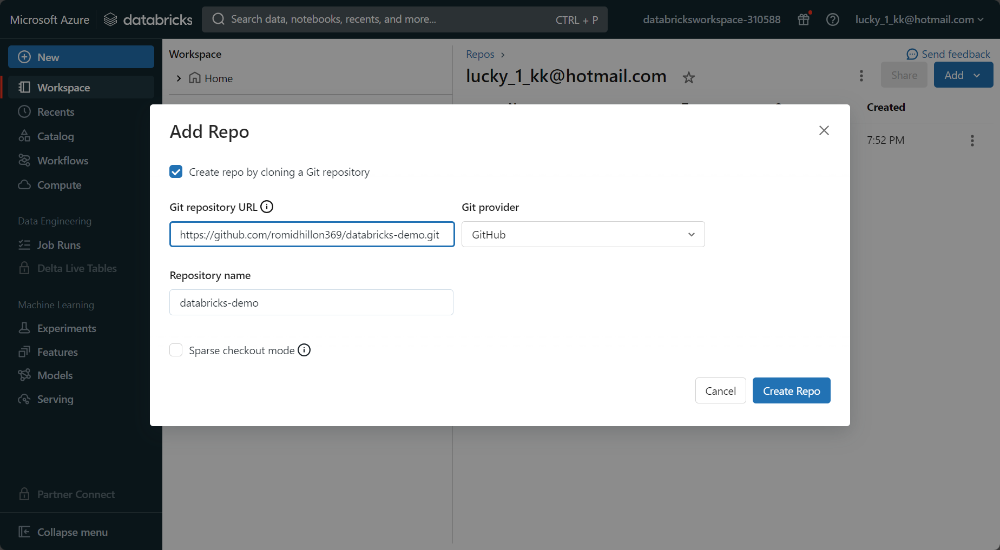 Microsoft Azure databricks Search data, notebooks, recents, and more... CTRL + P databricksworkspace-310588 lucky_1_kk@hotmail.com
New
Workspace
Recents
Catalog
Workflows
Compute
Data Engineering
Job Runs
Delta Live Tables
Machine Learning
Experiments
Features
Models
Serving
Partner Connect
Collapse menu
Workspace
Home
Repos
Send feedback
lucky_1_kk@hotmail.com
Share
Add
Created
7:52 PM
Add Repo
Create repo by cloning a Git repository
Git repository URL
Git provider
https://github.com/romidhillon369/databricks-demo.git
GitHub
Repository name
databricks-demo
Sparse checkout mode
Cancel
Create Repo